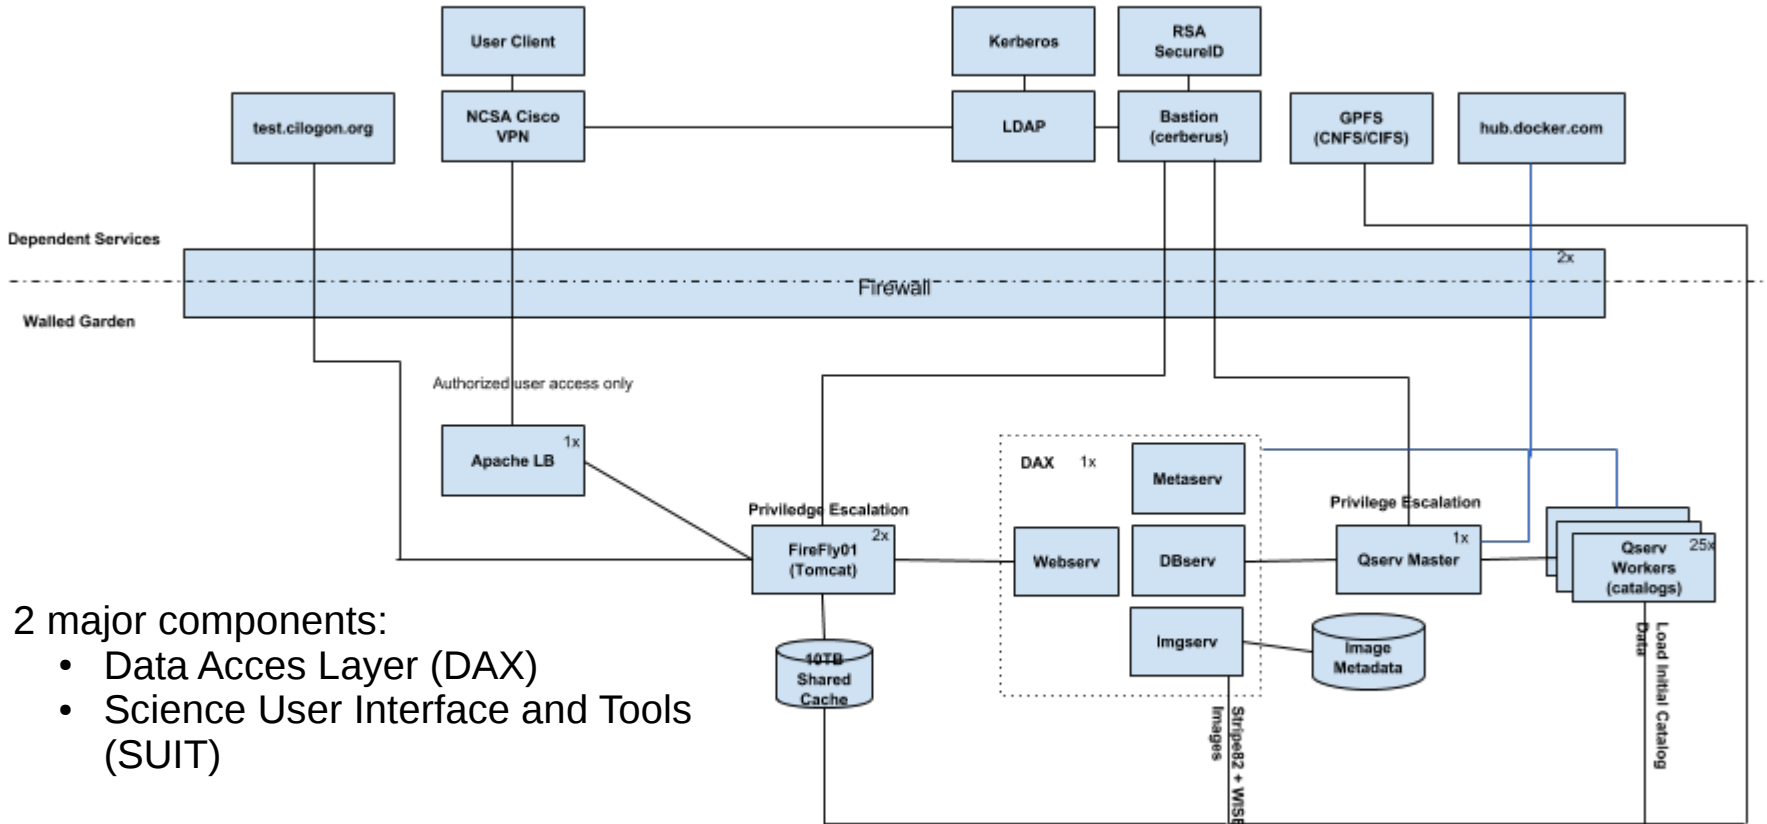 User Client
Kerberos
RSA
SecureID
test.cilogon.org
NCSA Cisco
VPN
LDAP
Bastion
(cerberus)
GPFS
(CNFS/CIFS)
hub.docker.com
Dependent Services
2x
Firewall
Walled Garden
Authorized user access only
Apache LB
1x
DAX 1x
Metaserv
Priviledge Escalation
Privilege Escalation
FireFly01
(Tomcat)
2x
Webserv
DBserv
Qserv Master
1x
Qserv
Workers
(catalogs)
25x
Imgserv
Image
Metadata
10TB
Shared
Cache
Load Initial Catalog
Data
Stripe82 + WISE
Images
2 major components:
• Data Acces Layer (DAX)
• Science User Interface and Tools
(SUIT)